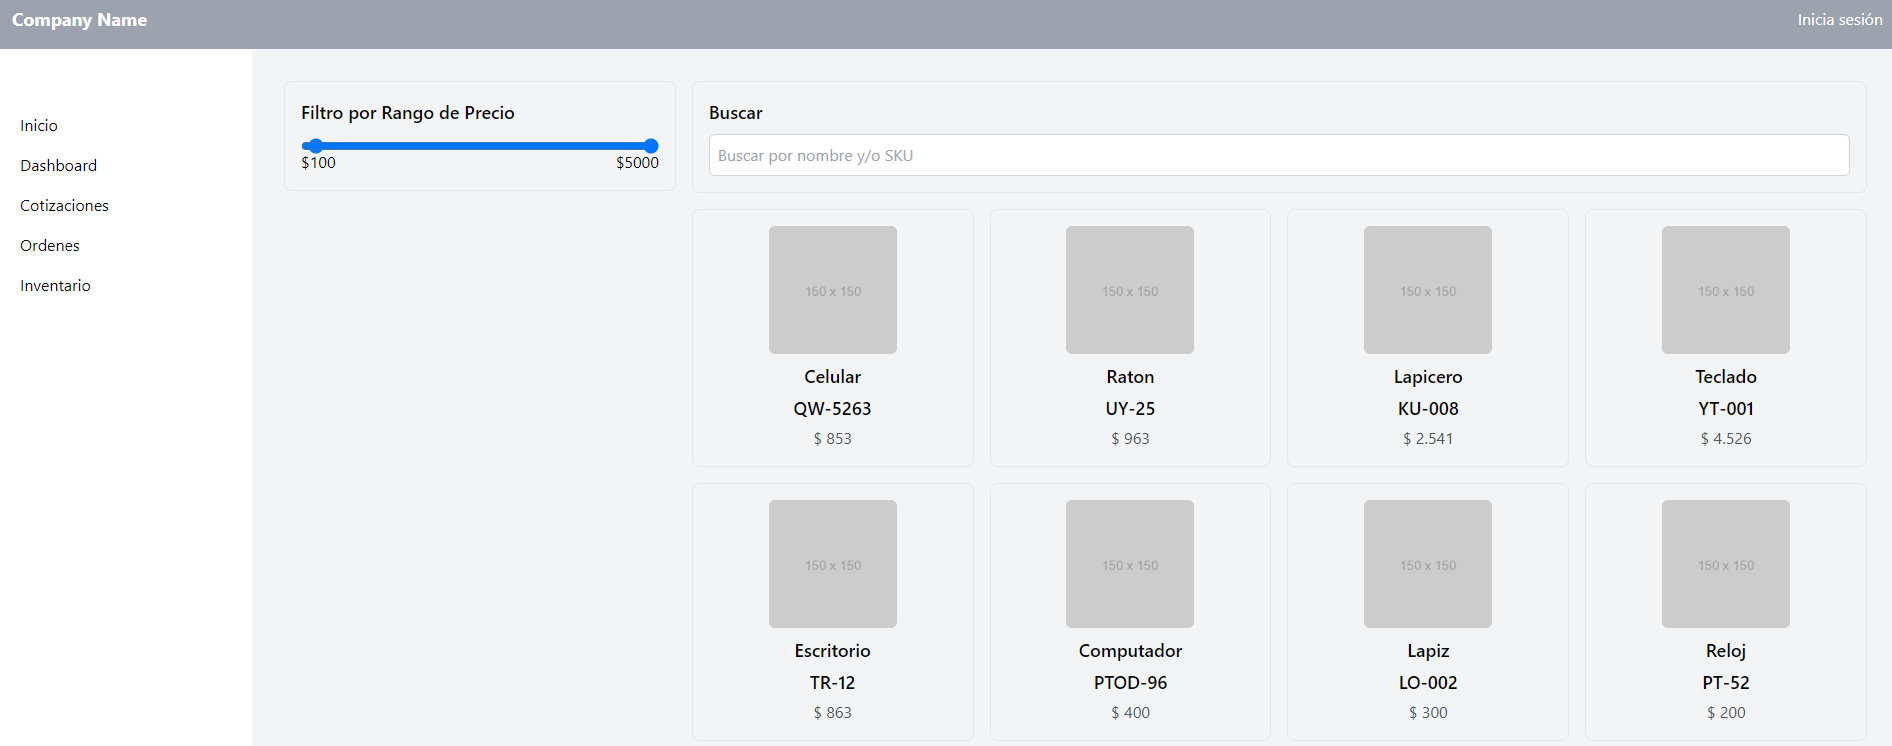 Company Name
Inicia sesión
Inicio
Dashboard
Cotizaciones
Ordenes
Inventario
Filtro por Rango de Precio
$100 $5000
Buscar
Buscar por nombre y/o SKU
150 x 150
Celular
QW-5263
$ 853
150 x 150
Raton
UY-25
$ 963
150 x 150
Lapicero
KU-008
$ 2.541
150 x 150
Teclado
YT-001
$ 4.526
150 x 150
Escritorio
TR-12
$ 863
150 x 150
Computador
PTOD-96
$ 400
150 x 150
Lapiz
LO-002
$ 300
150 x 150
Reloj
PT-52
$ 200